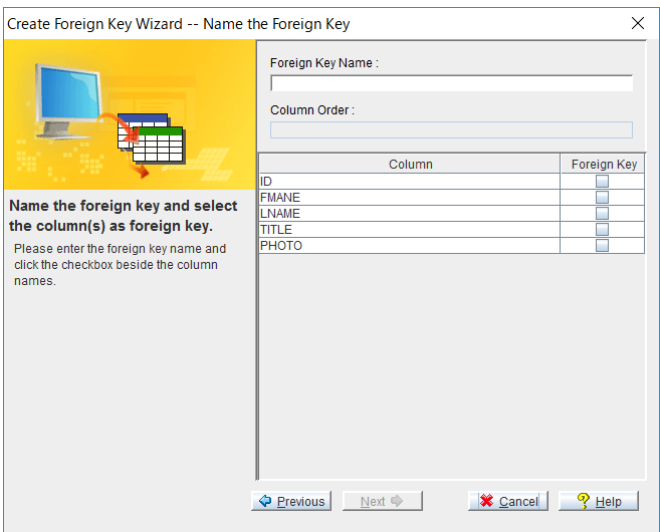 Create Foreign Key Wizard -- Name the Foreign Key
Foreign Key Name :
Column Order :
Column Foreign Key
ID
FMANE
LNAME
TITLE
PHOTO
Name the foreign key and select
the column(s) as foreign key.
Please enter the foreign key name and
click the checkbox beside the column
names.
Previous Next Cancel Help